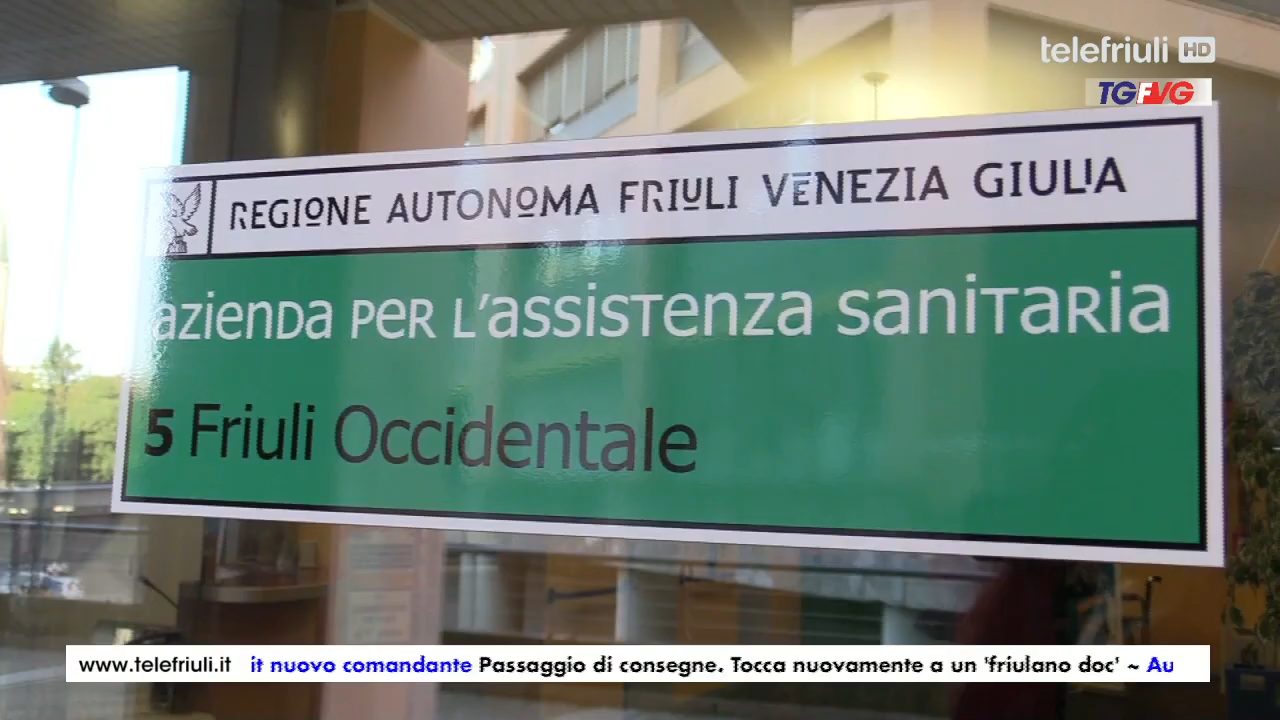 telefriuli HD
TGFVG
REGIONE AUTONOMA FRIULI VENEZIA GIULIA
azienda per l'assistenza sanitaria
5 Friuli Occidentale
www.telefriuli.it it nuovo comandante Passaggio di consegne. Tocca nuovamente a un 'friulano doc' ~ Au